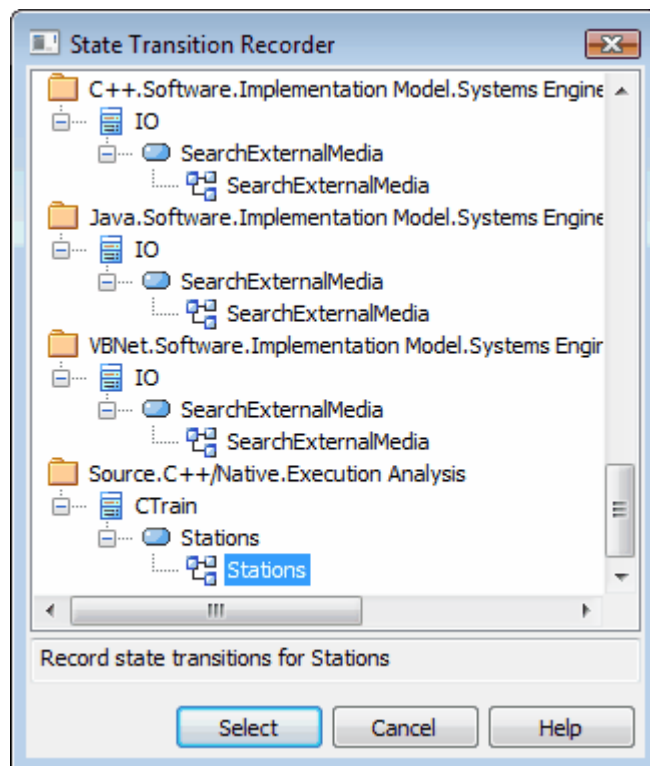 State Transition Recorder
C++.Software.Implementation Model.Systems Engine
IO
SearchExternalMedia
SearchExternalMedia
Java.Software.Implementation Model.Systems Engine
IO
SearchExternalMedia
SearchExternalMedia
VBNet.Software.Implementation Model.Systems Engir
IO
SearchExternalMedia
SearchExternalMedia
Source.C++/Native.Execution Analysis
CTrain
Stations
Stations
Record state transitions for Stations
Select Cancel Help